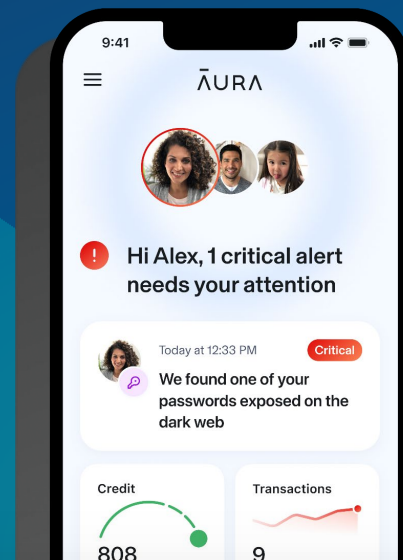 9:41
ĀURA
Hi Alex, 1 critical alert
needs your attention
Today at 12:33 PM
Critical
We found one of your
passwords exposed on the
dark web
Credit
Transactions
808
9